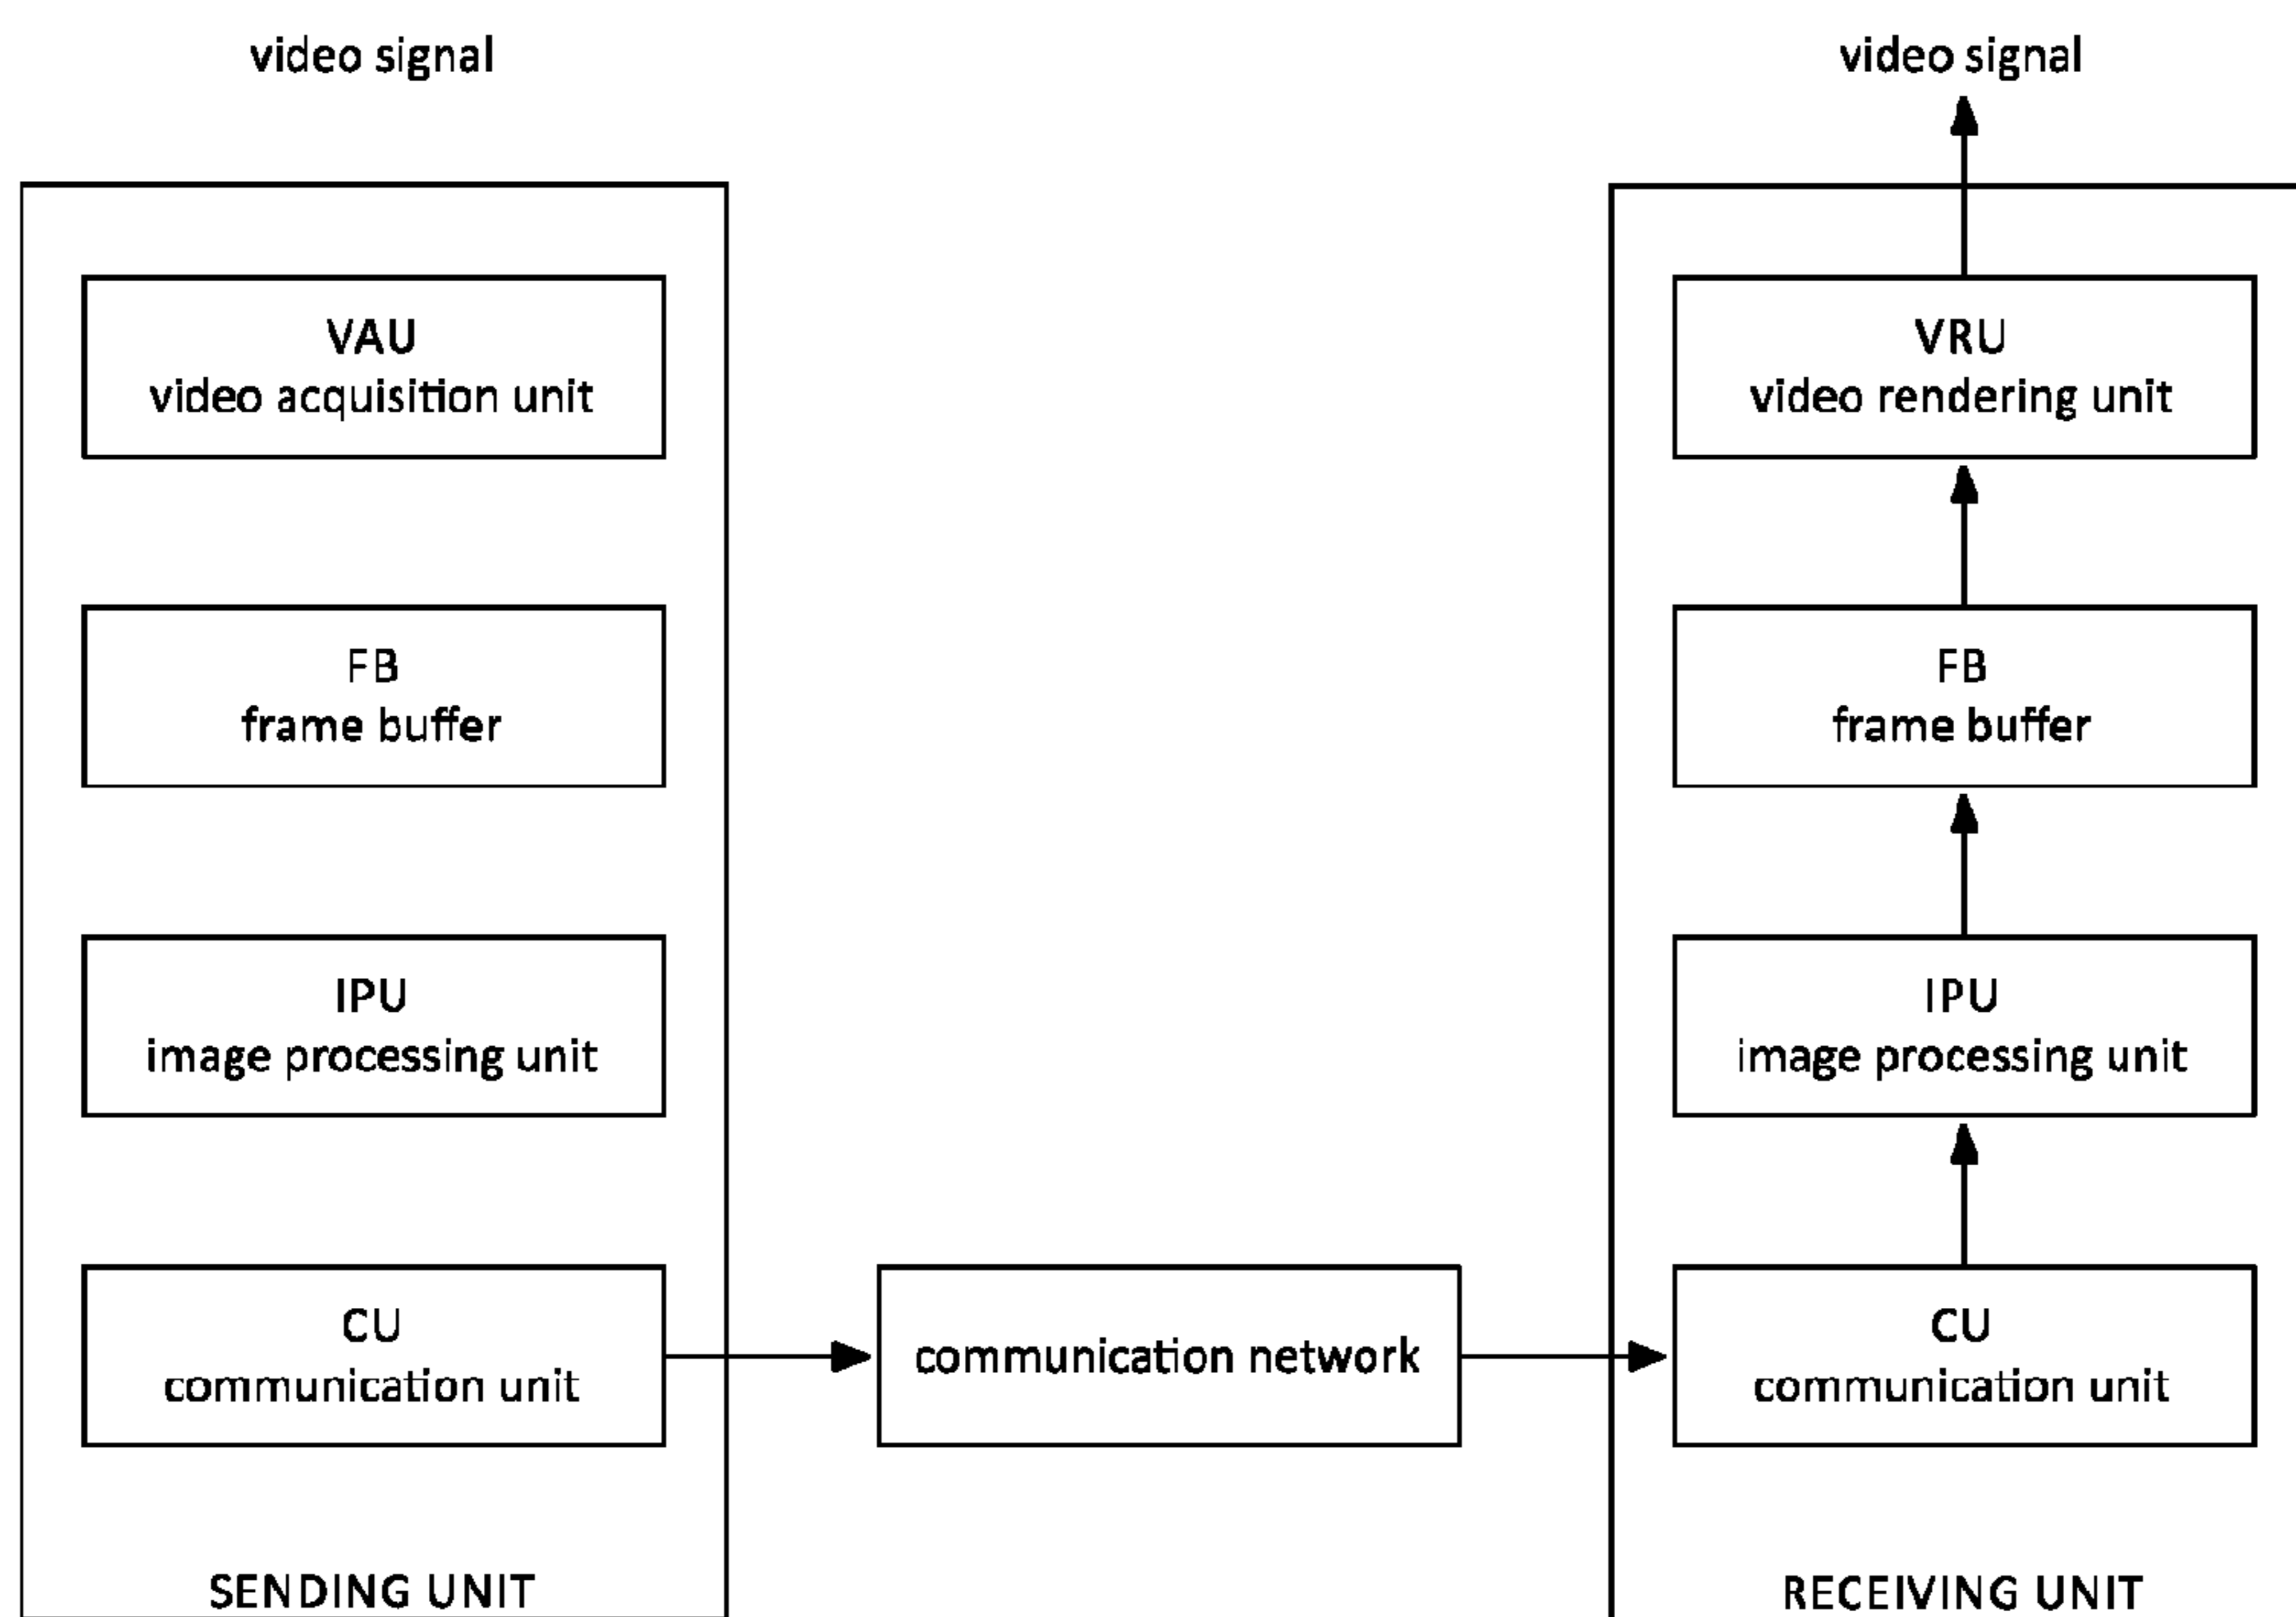 video signal
VAU
video acquisition unit
FB
frame buffer
IPU
image processing unit
CU
communication unit
SENDING UNIT
communication network
video signal
VRU
video rendering unit
FB
frame buffer
IPU
image processing unit
CU
communication unit
RECEIVING UNIT